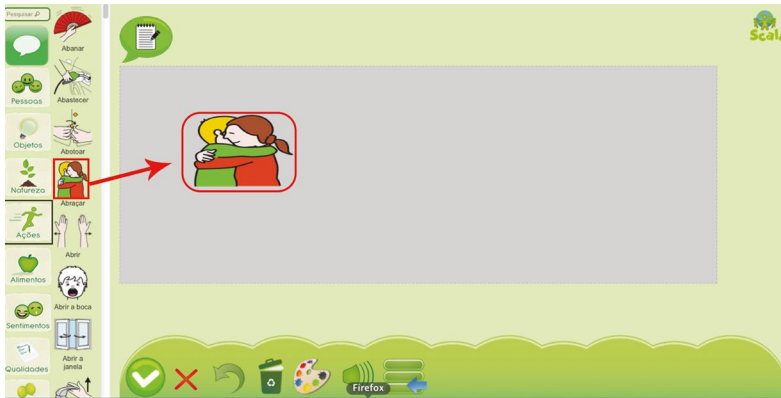 Pesquisar
Pessoas
Objetos
Natureza
Ações
Alimentos
Sentimentos
Qualidades
Abanar
Abastecer
Abotoar
Abraçar
Abrir
Abrir a boca
Abrir a
janela
Scala
Firefox